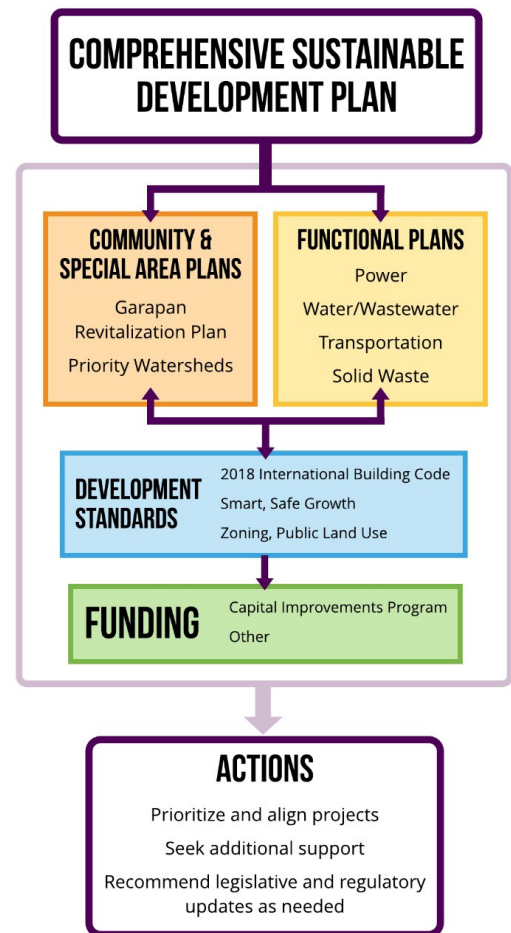 COMPREHENSIVE SUSTAINABLE
DEVELOPMENT PLAN
COMMUNITY &
SPECIAL AREA PLANS
Garapan
Revitalization Plan
Priority Watersheds
FUNCTIONAL PLANS
Power
Water/Wastewater
Transportation
Solid Waste
DEVELOPMENT
STANDARDS
2018 International Building Code
Smart, Safe Growth
Zoning, Public Land Use
FUNDING
Capital Improvements Program
Other
ACTIONS
Prioritize and align projects
Seek additional support
Recommend legislative and regulatory
updates as needed